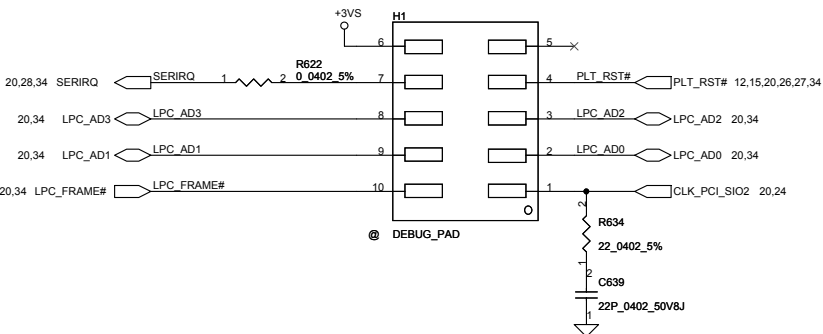 +3VS
H1
6
5
R622
0_0402_5%
20,28,34 SERIRQ
SERIRQ
1
2
7
4
PLT_RST#
PLT_RST# 12,15,20,26,27,34
20,34 LPC_AD3
LPC_AD3
8
3
LPC_AD2
LPC_AD2 20,34
20,34 LPC_AD1
LPC_AD1
9
2
LPC_AD0
LPC_AD0 20,34
20,34 LPC_FRAME#
LPC_FRAME#
10
1
CLK_PCI_SIO2 20,24
@ DEBUG_PAD
2
R634
22_0402_5%
1
2
C639
22P_0402_50V8J
1